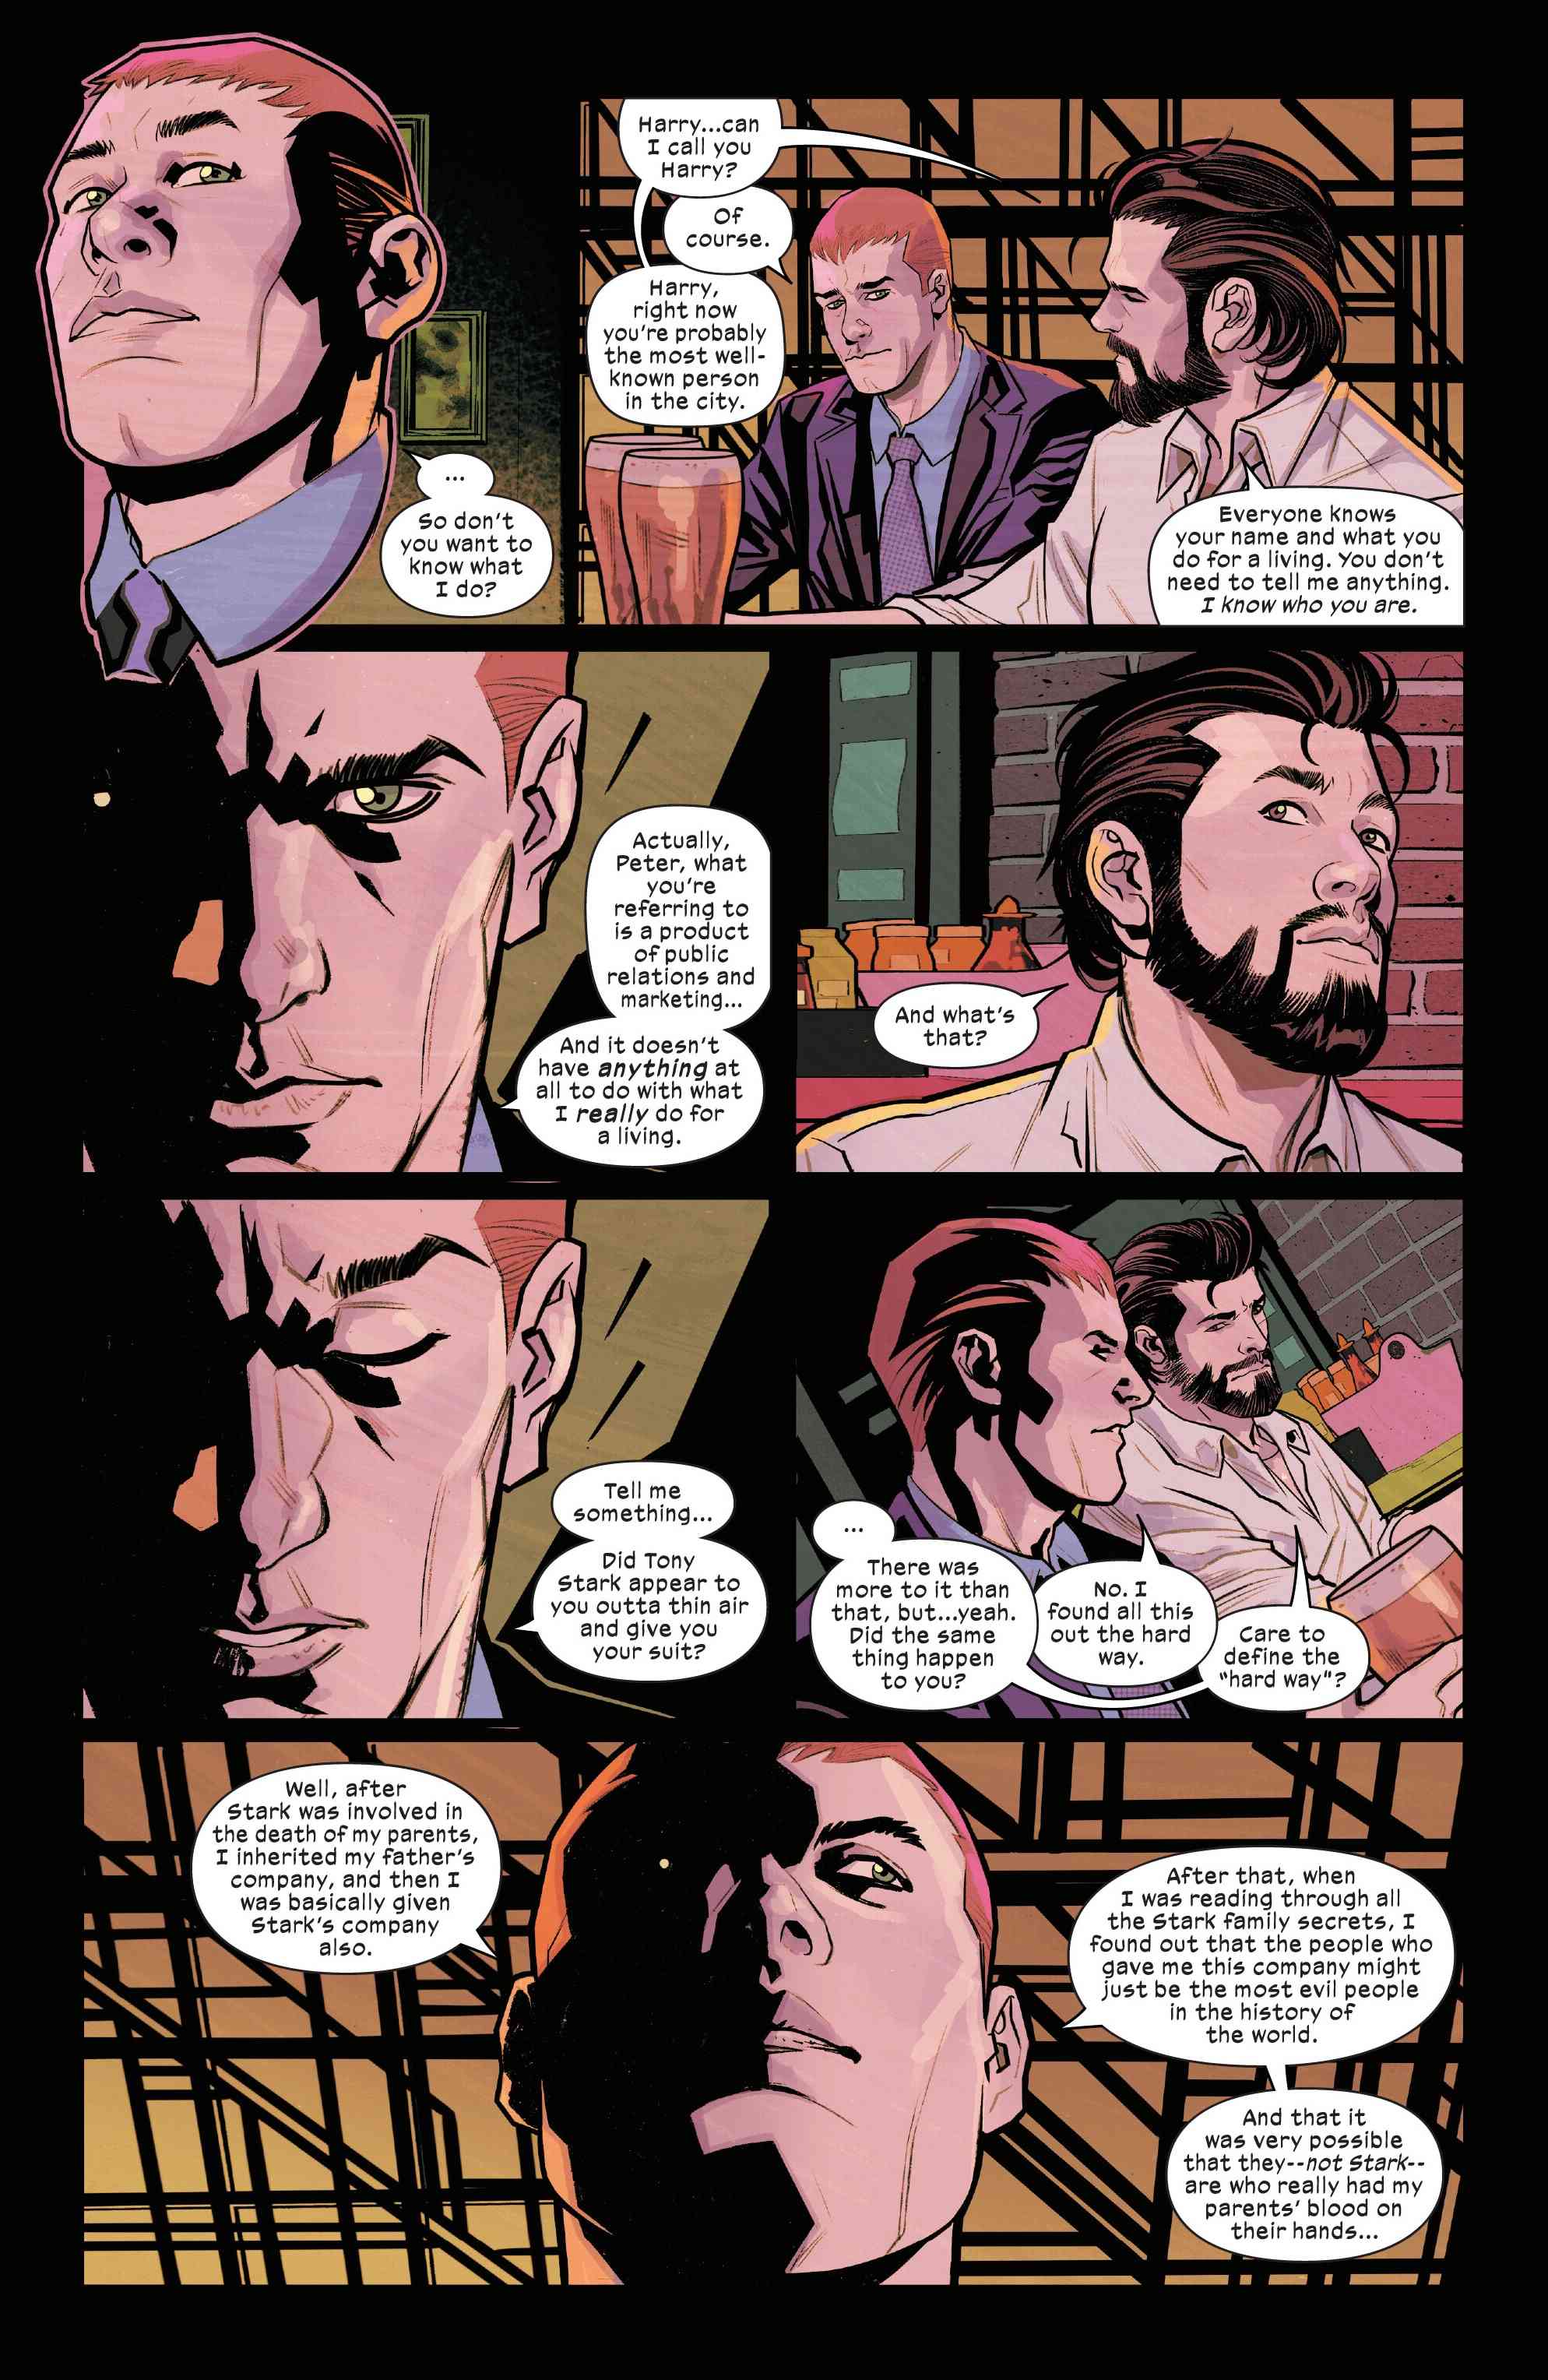 ...
So don't
you want to
know what
I do?
Harry...can
I call you
Harry?
Of
course.
Harry,
right now
you're probably
the most well-
known person
in the city.
Everyone knows
your name and what you
do for a living. You don't
need to tell me anything.
I know who you are.
Actually,
Peter, what
you're
referring to
is a product
of public
relations and
marketing...
And it doesn't
have anything at
all to do with what
I really do for
a living.
And what's
that?
Tell me
something...
Did Tony
Stark appear to
you outta thin air
and give you
your suit?
...
There was
more to it than
that, but...yeah.
Did the same
thing happen
to you?
No. I
found all this
out the hard
way.
Care to
define the
"hard way"?
Well, after
Stark was involved in
the death of my parents,
I inherited my father's
company, and then I
was basically given
Stark's company
also.
After that, when
I was reading through all
the Stark family secrets, I
found out that the people who
gave me this company might
just be the most evil people
in the history of
the world.
And that it
was very possible
that they--not Stark--
are who really had my
parents' blood on
their hands...